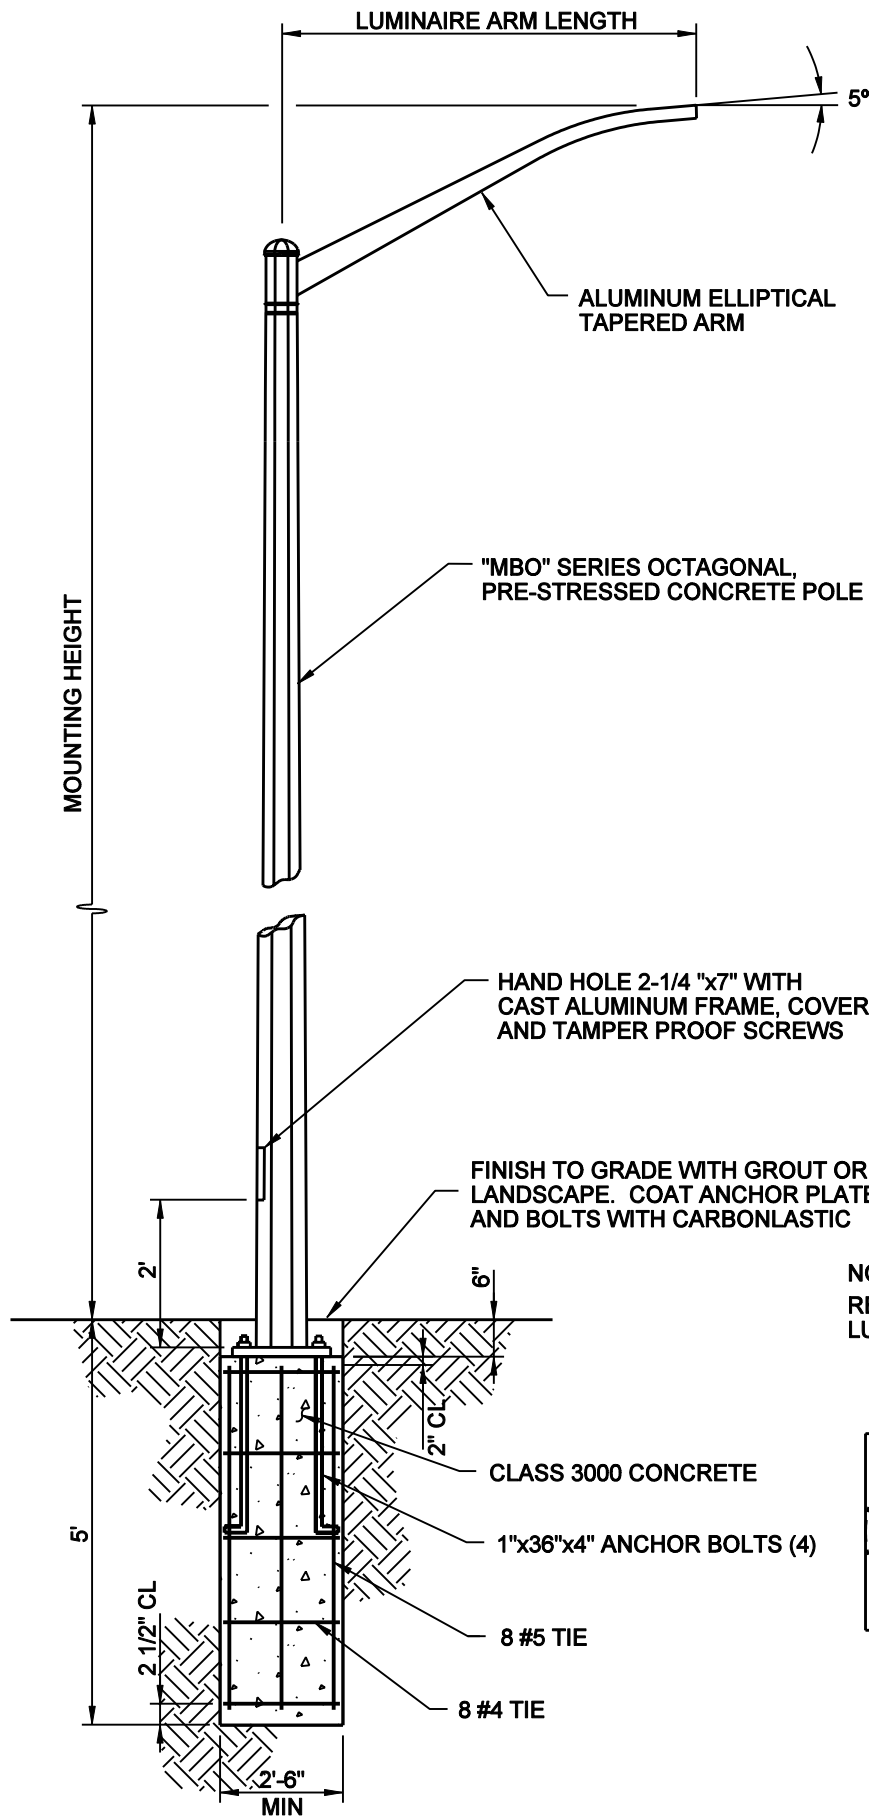 LUMINAIRE ARM LENGTH
5º
ALUMINUM ELLIPTICAL
TAPERED ARM
"MBO" SERIES OCTAGONAL,
PRE-STRESSED CONCRETE POLE
MOUNTING HEIGHT
HAND HOLE 2-1/4 "x7" WITH
CAST ALUMINUM FRAME, COVER
AND TAMPER PROOF SCREWS
FINISH TO GRADE WITH GROUT OR
LANDSCAPE. COAT ANCHOR PLATE
AND BOLTS WITH CARBONLASTIC
2'
6"
2" CL
CLASS 3000 CONCRETE
1"x36"x4" ANCHOR BOLTS (4)
5'
2 1/2" CL
8 #5 TIE
8 #4 TIE
2'-6"
MIN